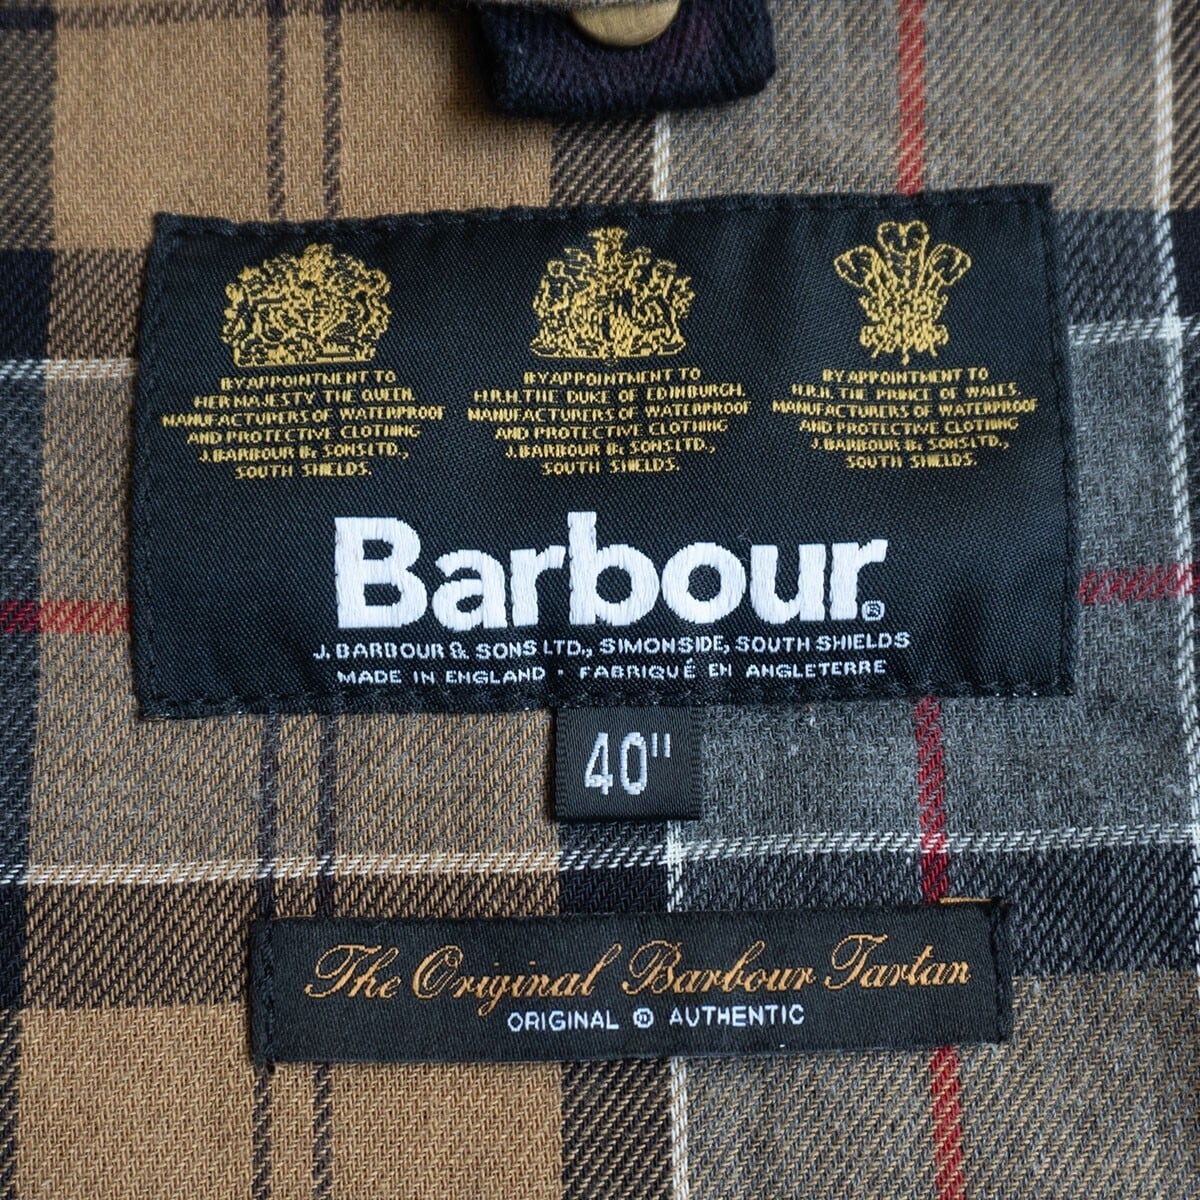 BY APPOINTMENT TO
HER MAJESTY THE QUEEN
MANUFACTURERS OF WATERPROOF
AND PROTECTIVE CLOTHING
J.BARBOUR & SONS LTD.,
SOUTH SHIELDS.
BY APPOINTMENT TO
H.R.H. THE DUKE OF EDINBURGH,
MANUFACTURERS OF WATERPROOF
AND PROTECTIVE CLOTHING
J.BARBOUR & SONS LTD.,
SOUTH SHIELDS.
BY APPOINTMENT TO
H.R.H. THE PRINCE OF WALES,
MANUFACTURERS OF WATERPROOF
AND PROTECTIVE CLOTHING
J.BARBOUR & SONS LTD.,
SOUTH SHIELDS.
Barbour®
J. BARBOUR & SONS LTD., SIMONSIDE, SOUTH SHIELDS
MADE IN ENGLAND · FABRIQUÉ EN ANGLETERRE
40"
The Original Barbour Tartan
ORIGINAL ® AUTHENTIC